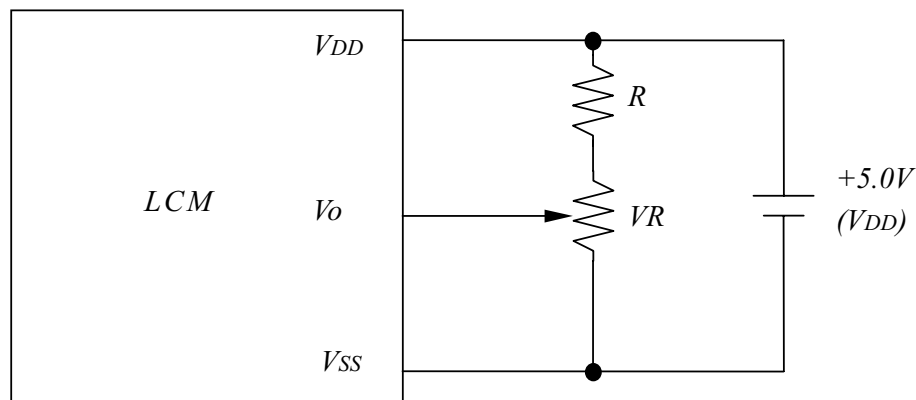 VDD
R
+5.0V
LCM
Vo
VR
(VDD)
VSS